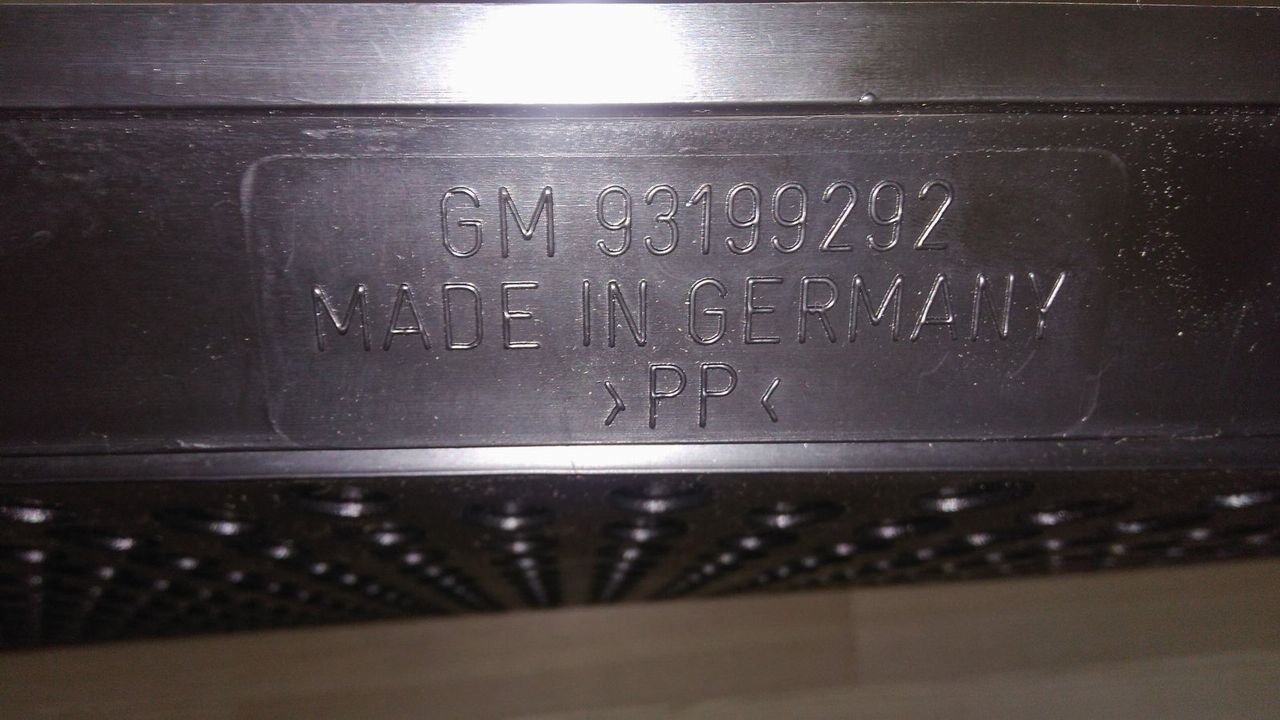 GM 93199292
MADE IN GERMANY
>PP<